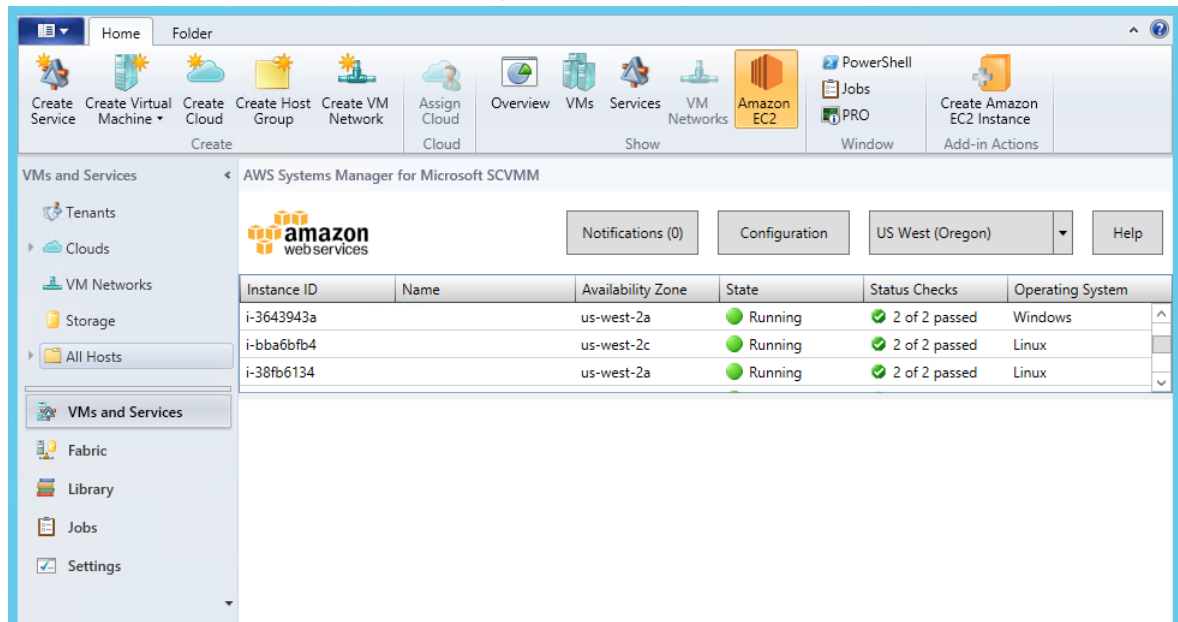 Home Folder
Create Service
Create Virtual Machine
Create Cloud
Create Host Group
Create VM Network
Create
Assign Cloud
Cloud
Overview
VMs
Services
VM Networks
Amazon EC2
Show
PowerShell
Jobs
PRO
Window
Create Amazon EC2 Instance
Add-in Actions
VMs and Services
Tenants
Clouds
VM Networks
Storage
All Hosts
VMs and Services
Fabric
Library
Jobs
Settings
AWS Systems Manager for Microsoft SCVMM
amazon
webservices
Notifications (0) Configuration US West (Oregon) Help
Instance ID Name Availability Zone State Status Checks Operating System
i-3643943a us-west-2a Running 2 of 2 passed Windows
i-bba6bfb4 us-west-2c Running 2 of 2 passed Linux
i-38fb6134 us-west-2a Running 2 of 2 passed Linux